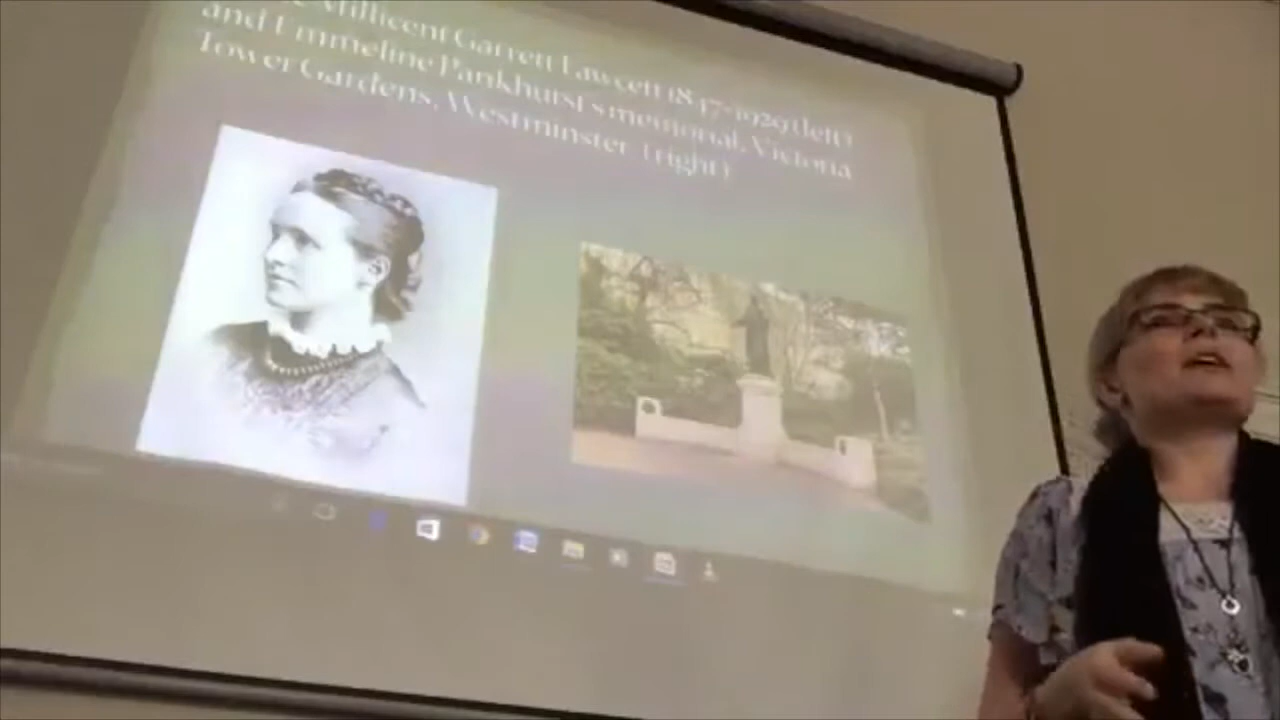 Millicent Garrett Fawcett 1847-1929 (left)
and Emmeline Pankhurst's memorial, Victoria
Tower Gardens, Westminster (right)